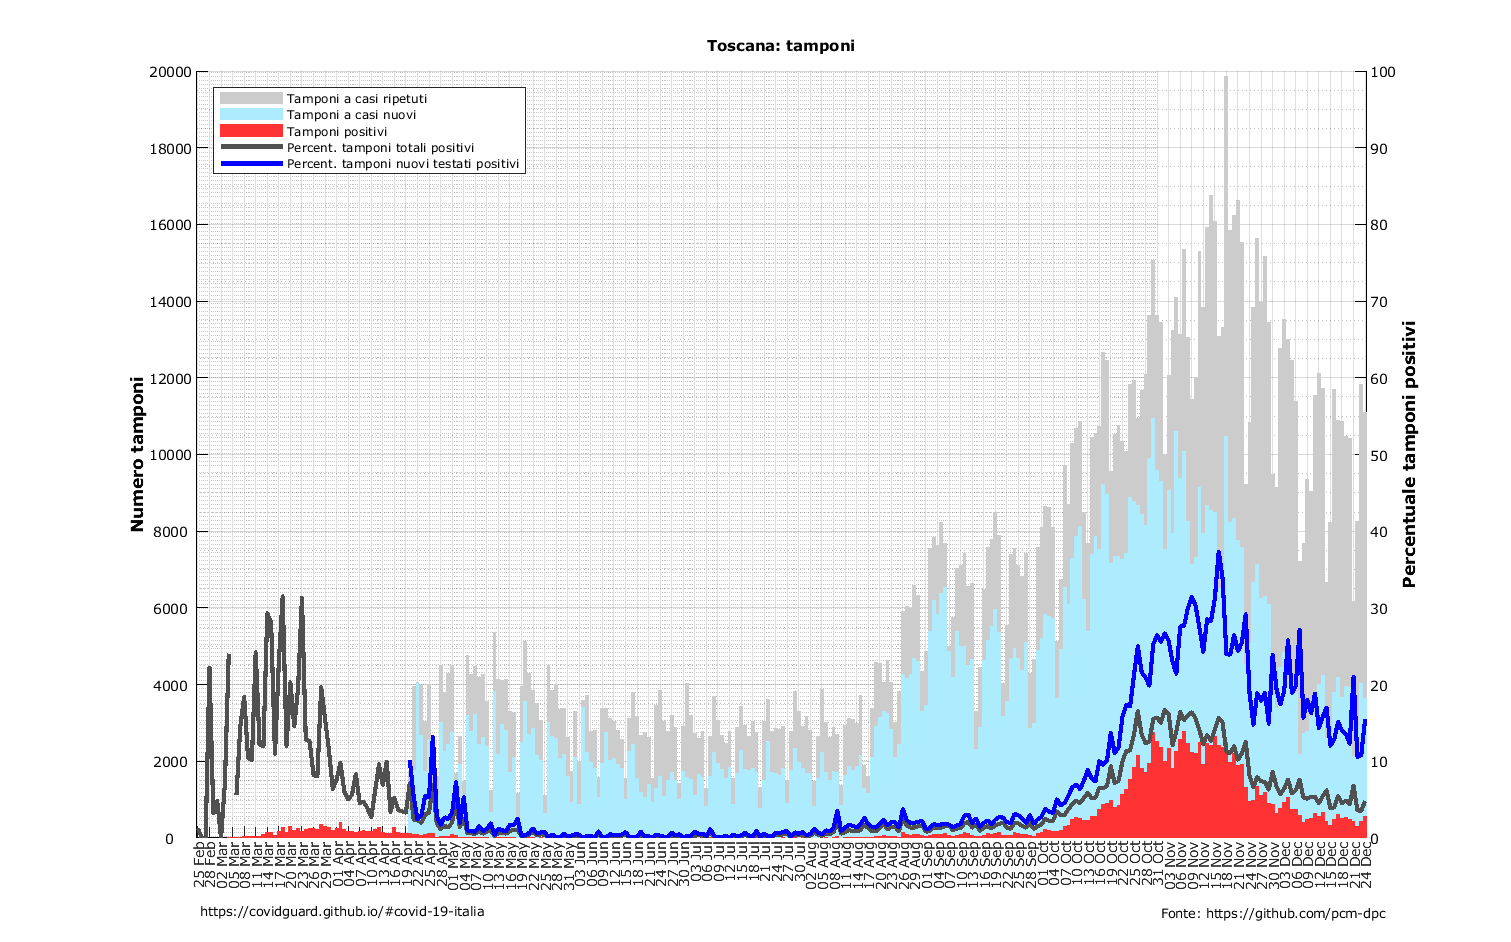 Toscana: tamponi
Tamponi a casi ripetuti
Tamponi a casi nuovi
Tamponi positivi
Percent. tamponi totali positivi
Percent. tamponi nuovi testati positivi
Numero tamponi
20000
18000
16000
14000
12000
10000
8000
6000
4000
2000
0
100
90
80
70
60
50
40
30
20
10
0
Percentuale tamponi positivi
25 Feb
28 Feb
02 Mar
05 Mar
08 Mar
11 Mar
14 Mar
17 Mar
20 Mar
23 Mar
26 Mar
29 Mar
01 Apr
04 Apr
07 Apr
10 Apr
13 Apr
16 Apr
19 Apr
22 Apr
25 Apr
28 Apr
01 May
04 May
07 May
10 May
13 May
16 May
19 May
22 May
25 May
28 May
31 May
03 Jun
06 Jun
09 Jun
12 Jun
15 Jun
18 Jun
21 Jun
24 Jun
27 Jun
30 Jun
03 Jul
06 Jul
09 Jul
12 Jul
15 Jul
18 Jul
21 Jul
24 Jul
27 Jul
30 Jul
02 Aug
05 Aug
08 Aug
11 Aug
14 Aug
17 Aug
20 Aug
23 Aug
26 Aug
29 Aug
01 Sep
04 Sep
07 Sep
10 Sep
13 Sep
16 Sep
19 Sep
22 Sep
25 Sep
28 Sep
01 Oct
04 Oct
07 Oct
10 Oct
13 Oct
16 Oct
19 Oct
22 Oct
25 Oct
28 Oct
31 Oct
03 Nov
06 Nov
09 Nov
12 Nov
15 Nov
18 Nov
21 Nov
24 Nov
27 Nov
30 Nov
03 Dec
06 Dec
09 Dec
12 Dec
15 Dec
18 Dec
21 Dec
24 Dec
https://covidguard.github.io/#covid-19-italia
Fonte: https://github.com/pcm-dpc